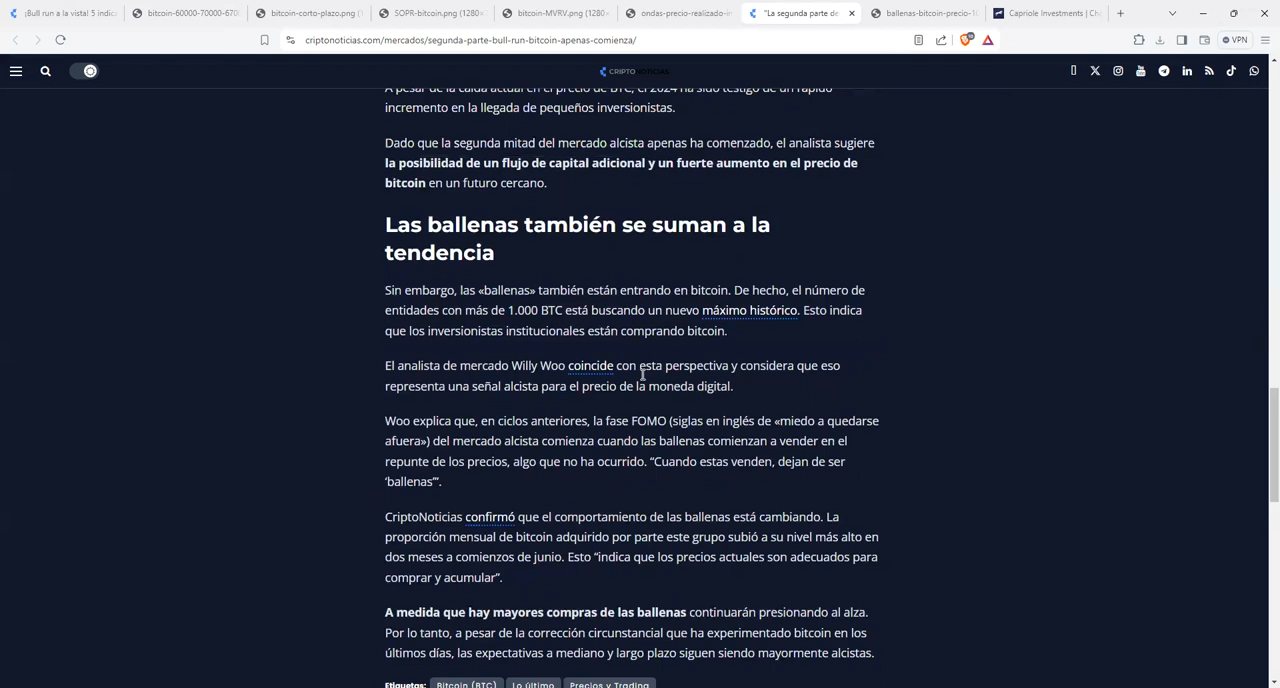 ¡Bull run a la vista! 5 indic
bitcoin-60000-70000-670
bitcoin-corto-plazo.png (1
SOPR-bitcoin.png (1280×
bitcoin-MVRV.png (1280×
ondas-precio-realizado-in
"La segunda parte de
ballenas-bitcoin-precio-10
Capriole Investments | Ch
criptonoticias.com/mercados/segunda-parte-bull-run-bitcoin-apenas-comienza/
VPN
CRIPTONOTICIAS
A pesar de la caída actual en el precio de BTC, el 2024 ha sido testigo de un rápido
incremento en la llegada de pequeños inversionistas.
Dado que la segunda mitad del mercado alcista apenas ha comenzado, el analista sugiere
la posibilidad de un flujo de capital adicional y un fuerte aumento en el precio de
bitcoin en un futuro cercano.
Las ballenas también se suman a la
tendencia
Sin embargo, las «ballenas» también están entrando en bitcoin. De hecho, el número de
entidades con más de 1.000 BTC está buscando un nuevo máximo histórico. Esto indica
que los inversionistas institucionales están comprando bitcoin.
El analista de mercado Willy Woo coincide con esta perspectiva y considera que eso
representa una señal alcista para el precio de la moneda digital.
Woo explica que, en ciclos anteriores, la fase FOMO (siglas en inglés de «miedo a quedarse
afuera») del mercado alcista comienza cuando las ballenas comienzan a vender en el
repunte de los precios, algo que no ha ocurrido. “Cuando estas venden, dejan de ser
‘ballenas’”.
CriptoNoticias confirmó que el comportamiento de las ballenas está cambiando. La
proporción mensual de bitcoin adquirido por parte este grupo subió a su nivel más alto en
dos meses a comienzos de junio. Esto “indica que los precios actuales son adecuados para
comprar y acumular”.
A medida que hay mayores compras de las ballenas continuarán presionando al alza.
Por lo tanto, a pesar de la corrección circunstancial que ha experimentado bitcoin en los
últimos días, las expectativas a mediano y largo plazo siguen siendo mayormente alcistas.
Etiquetas: Bitcoin (BTC) Lo último Precios y Trading